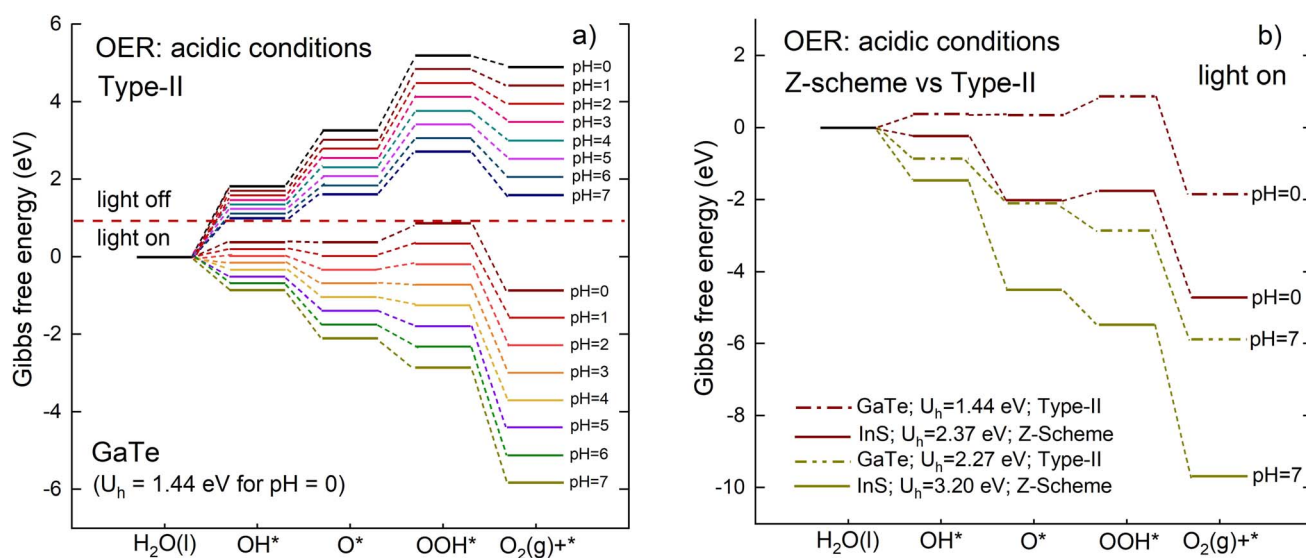 OER: acidic conditions
a)
Type-II
6
4
2
0
-2
-4
-6
Gibbs free energy (eV)
light off
light on
pH=0
pH=1
pH=2
pH=3
pH=4
pH=5
pH=6
pH=7
pH=0
pH=1
pH=2
pH=3
pH=4
pH=5
pH=6
pH=7
GaTe
(Uₕ = 1.44 eV for pH = 0)
H₂O(l) OH* O* OOH* O₂(g)+*
OER: acidic conditions
b)
Z-scheme vs Type-II
light on
2
0
-2
-4
-6
-8
-10
Gibbs free energy (eV)
pH=0
pH=0
pH=7
pH=7
GaTe; Uₕ=1.44 eV; Type-II
InS; Uₕ=2.37 eV; Z-Scheme
GaTe; Uₕ=2.27 eV; Type-II
InS; Uₕ=3.20 eV; Z-Scheme
H₂O(l) OH* O* OOH* O₂(g)+*